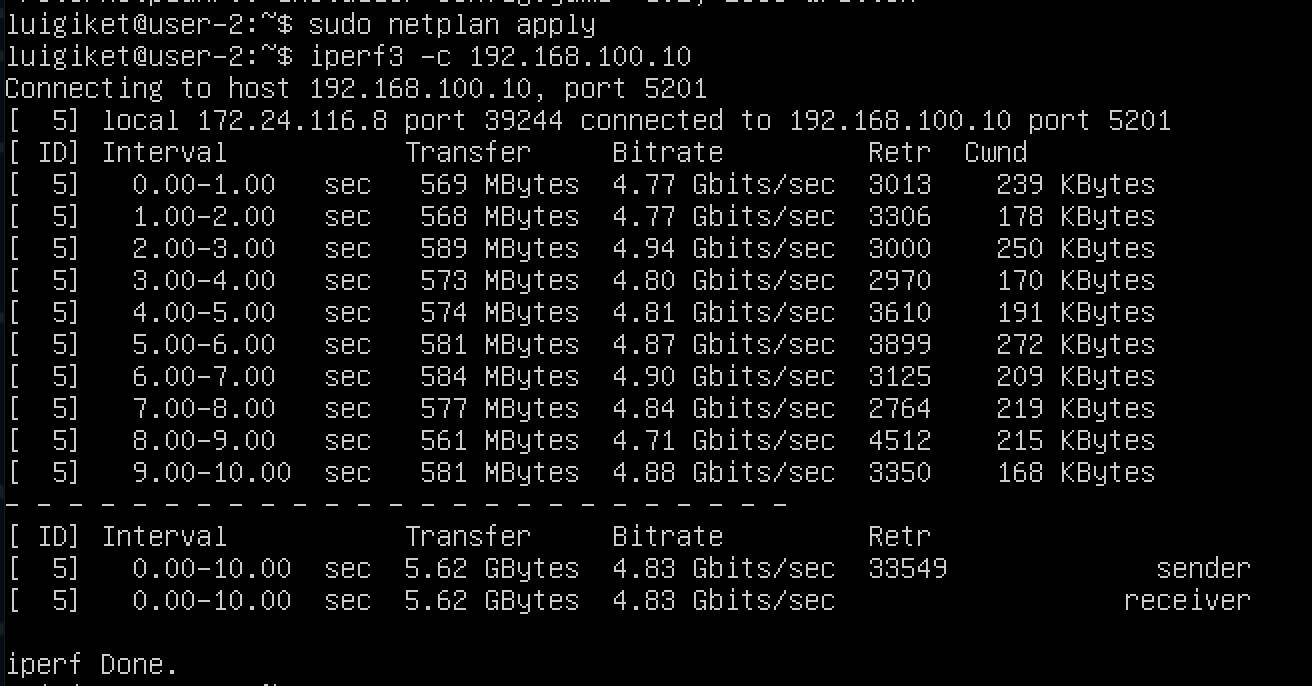 luigiket@user-2:~$ sudo netplan apply
luigiket@user-2:~$ iperf3 -c 192.168.100.10
Connecting to host 192.168.100.10, port 5201
[  5] local 172.24.116.8 port 39244 connected to 192.168.100.10 port 5201
[ ID] Interval           Transfer     Bitrate         Retr  Cwnd
[  5]   0.00-1.00   sec   569 MBytes  4.77 Gbits/sec  3013    239 KBytes
[  5]   1.00-2.00   sec   568 MBytes  4.77 Gbits/sec  3306    178 KBytes
[  5]   2.00-3.00   sec   589 MBytes  4.94 Gbits/sec  3000    250 KBytes
[  5]   3.00-4.00   sec   573 MBytes  4.80 Gbits/sec  2970    170 KBytes
[  5]   4.00-5.00   sec   574 MBytes  4.81 Gbits/sec  3610    191 KBytes
[  5]   5.00-6.00   sec   581 MBytes  4.87 Gbits/sec  3899    272 KBytes
[  5]   6.00-7.00   sec   584 MBytes  4.90 Gbits/sec  3125    209 KBytes
[  5]   7.00-8.00   sec   577 MBytes  4.84 Gbits/sec  2764    219 KBytes
[  5]   8.00-9.00   sec   561 MBytes  4.71 Gbits/sec  4512    215 KBytes
[  5]   9.00-10.00  sec   581 MBytes  4.88 Gbits/sec  3350    168 KBytes
- - - - - - - - - - - - - - - - - - - - - - - - -
[ ID] Interval           Transfer     Bitrate         Retr
[  5]   0.00-10.00  sec  5.62 GBytes  4.83 Gbits/sec  33549             sender
[  5]   0.00-10.00  sec  5.62 GBytes  4.83 Gbits/sec                  receiver
iperf Done.